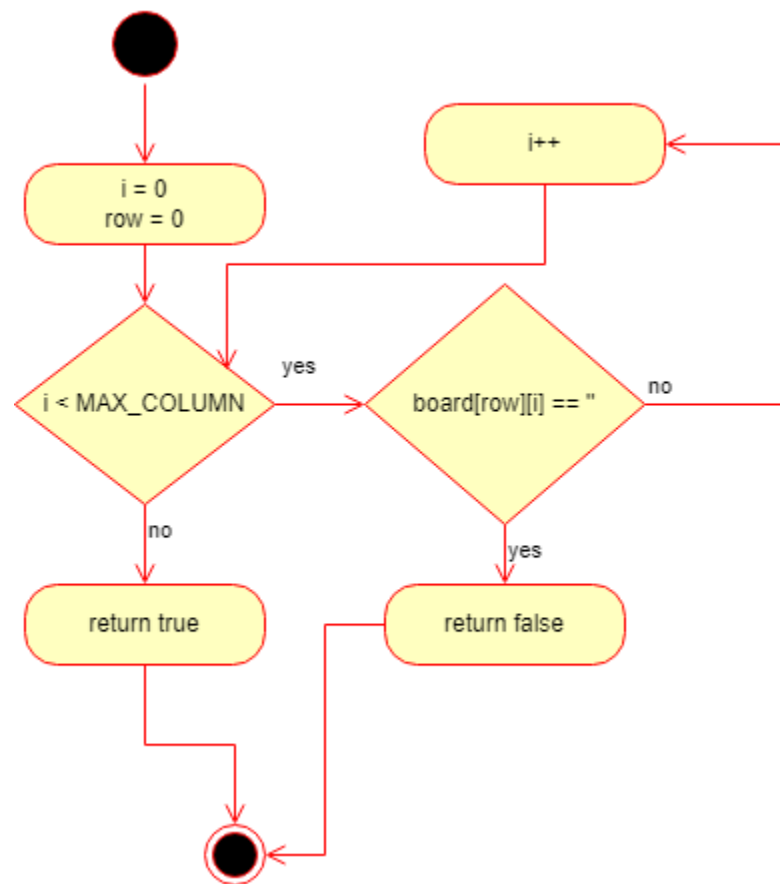 i++
i = 0
row = 0
yes
i < MAX_COLUMN
board[row][i] == ''
no
no
yes
return true
return false